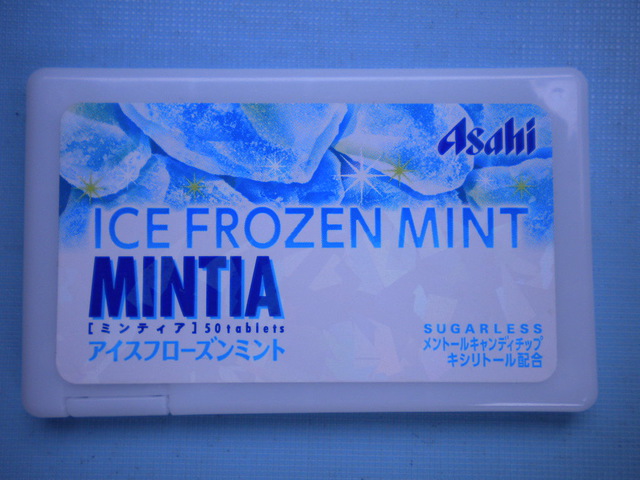 Asahi
ICE FROZEN MINT
MINTIA
[ミンティア] 50tablets
アイスフローズンミント
SUGARLESS
メントールキャンディチップ
キシリトール配合